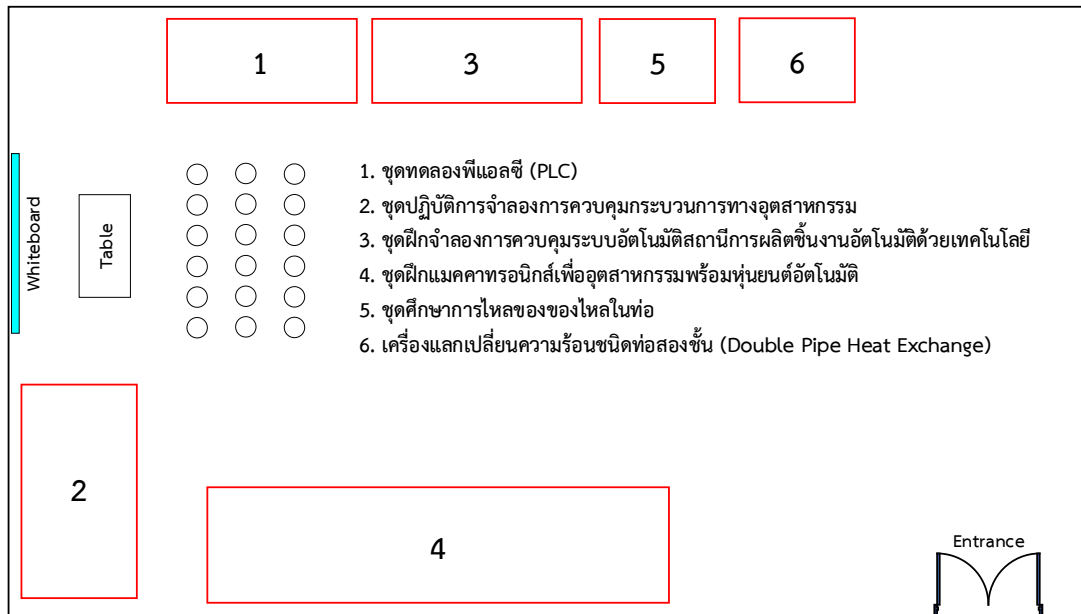 1
3
5
6
Whiteboard
Table
1. ชุดทดลองพีแอลซี (PLC)
2. ชุดปฏิบัติการจำลองการควบคุมกระบวนการทางอุตสาหกรรม
3. ชุดฝึกจำลองการควบคุมระบบอัตโนมัติสถานีการผลิตชิ้นงานอัตโนมัติด้วยเทคโนโลยี
4. ชุดฝึกแมคคาทรอนิกส์เพื่ออุตสาหกรรมพร้อมหุ่นยนต์อัตโนมัติ
5. ชุดศึกษาการไหลของของไหลในท่อ
6. เครื่องแลกเปลี่ยนความร้อนชนิดท่อสองชั้น (Double Pipe Heat Exchange)
2
4
Entrance